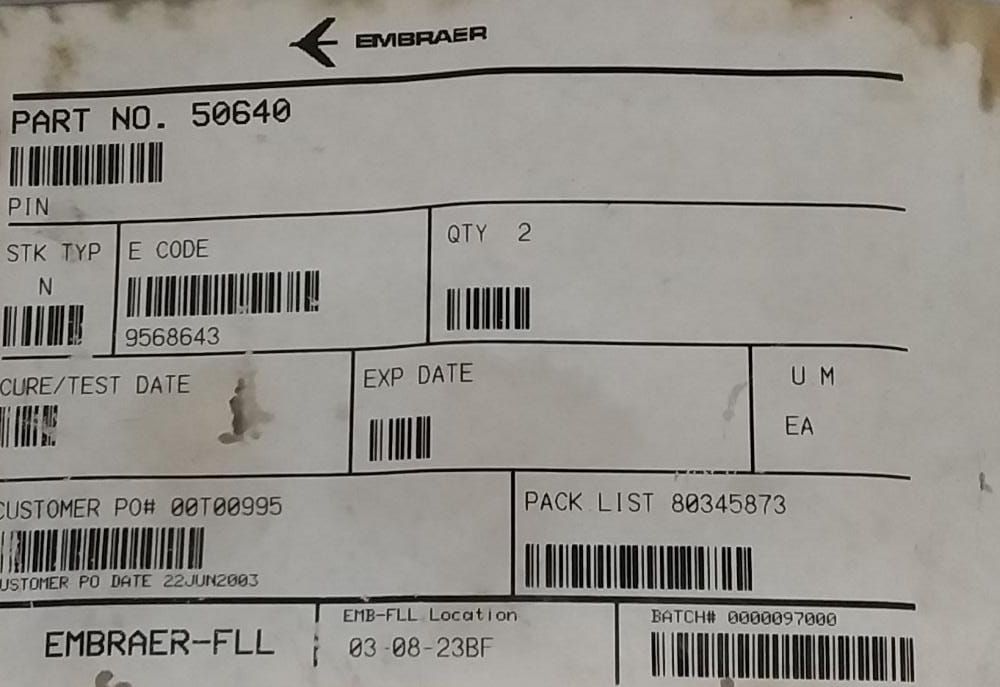 EMBRAER
PART NO. 50640
PIN
STK TYP
N
E CODE
9568643
QTY 2
CURE/TEST DATE
EXP DATE
U M
EA
CUSTOMER PO# 00T00995
CUSTOMER PO DATE 22JUN2003
PACK LIST 80345873
EMBRAER-FLL
EMB-FLL Location
03-08-23BF
BATCH# 0000097000